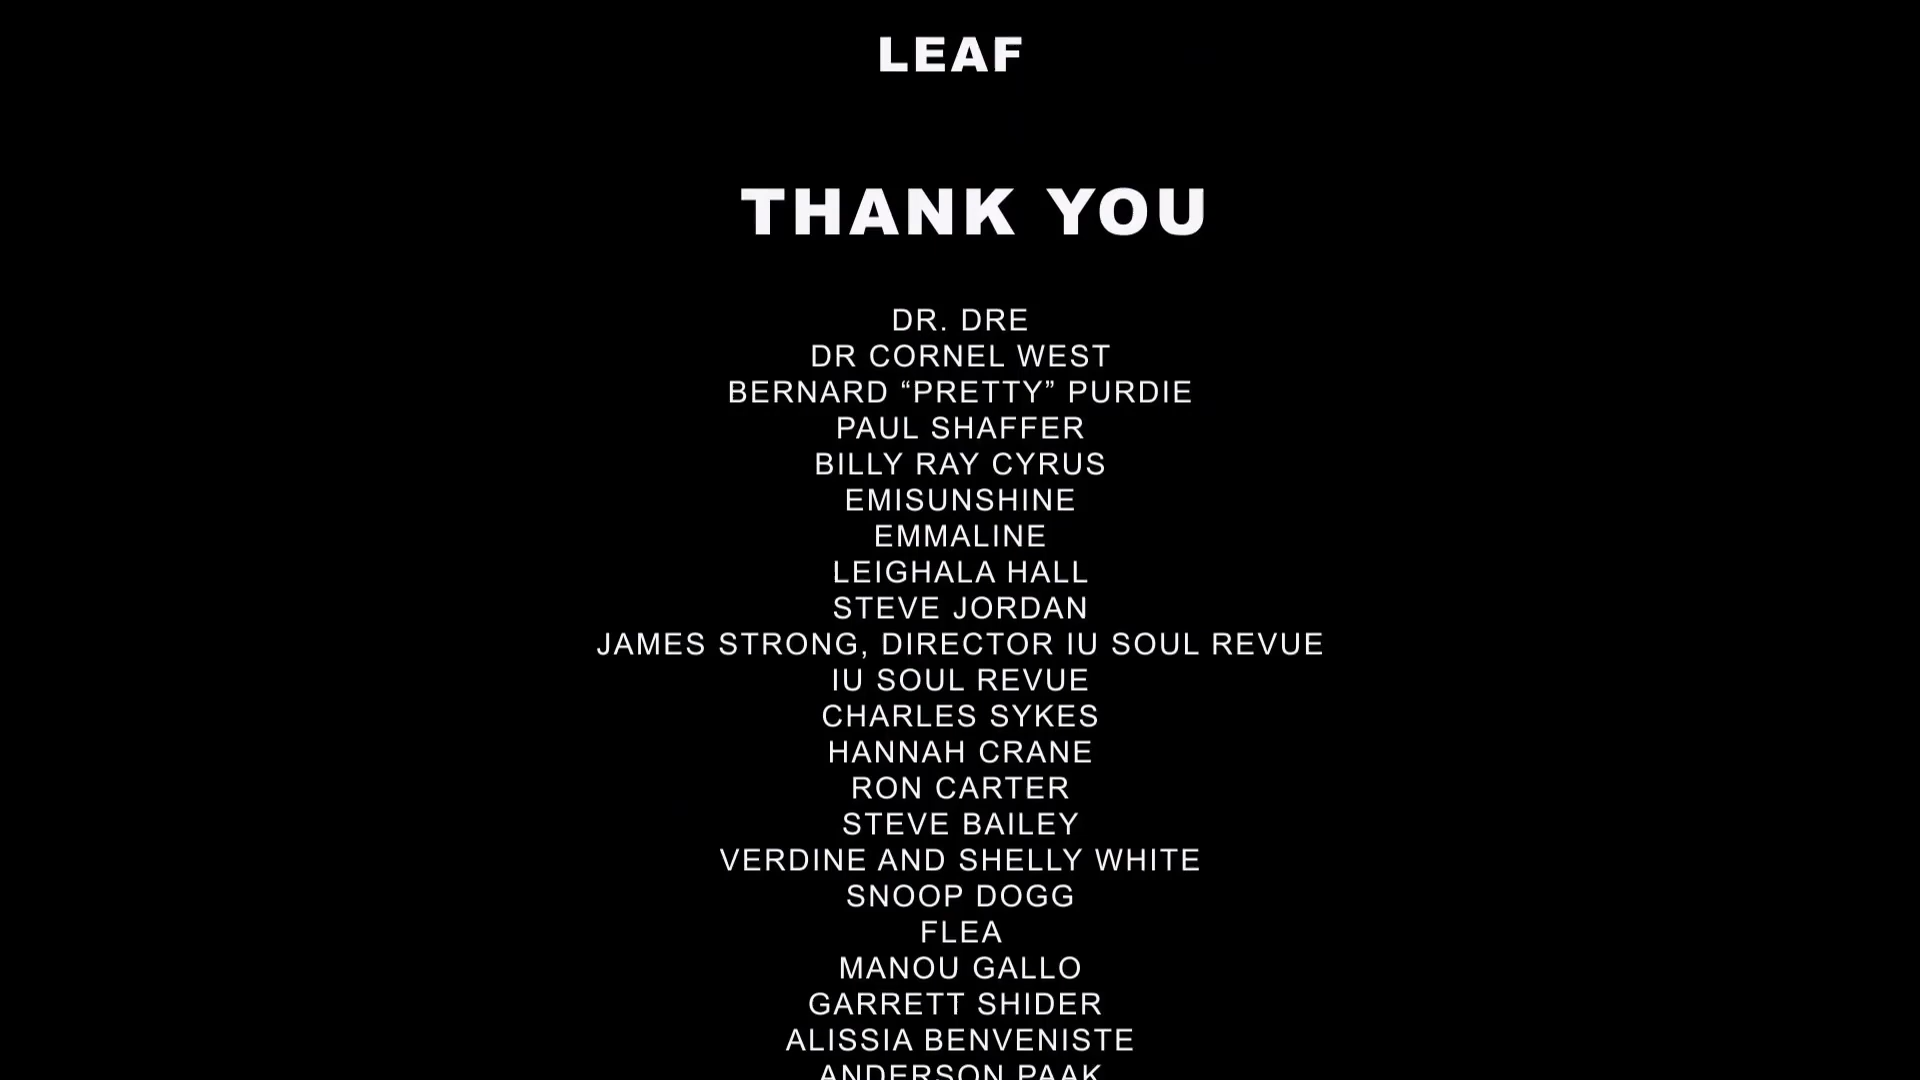 LEAF
THANK YOU
DR. DRE
DR CORNEL WEST
BERNARD “PRETTY” PURDIE
PAUL SHAFFER
BILLY RAY CYRUS
EMISUNSHINE
EMMALINE
LEIGHALA HALL
STEVE JORDAN
JAMES STRONG, DIRECTOR IU SOUL REVUE
IU SOUL REVUE
CHARLES SYKES
HANNAH CRANE
RON CARTER
STEVE BAILEY
VERDINE AND SHELLY WHITE
SNOOP DOGG
FLEA
MANOU GALLO
GARRETT SHIDER
ALISSIA BENVENISTE
ANDERSON PAAK